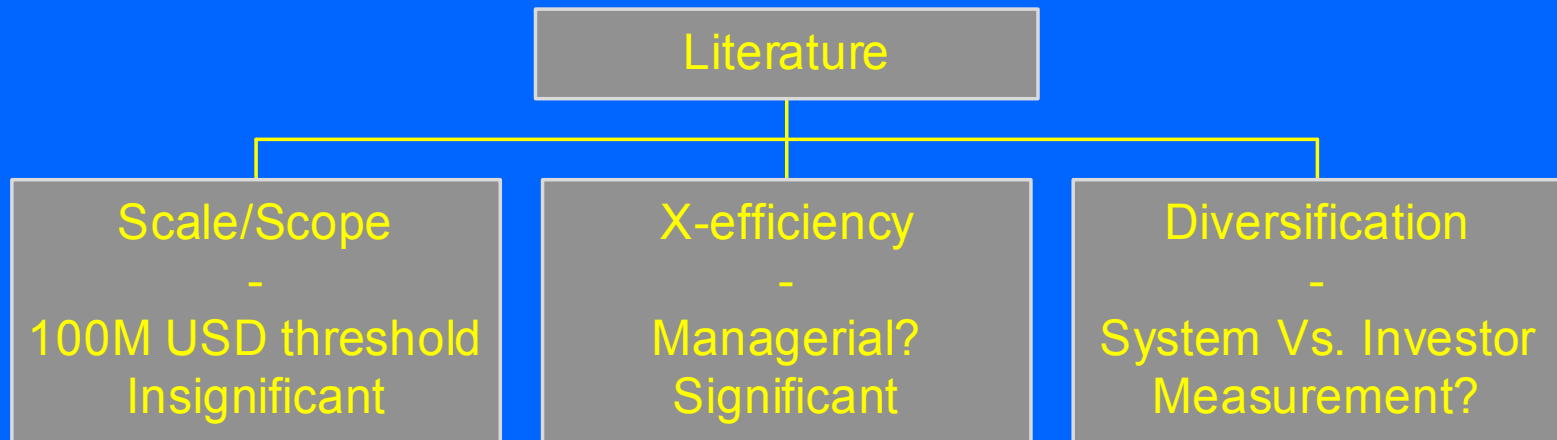 Literature
Scale/Scope
-
100M USD threshold
Insignificant
X-efficiency
-
Managerial?
Significant
Diversification
-
System Vs. Investor
Measurement?